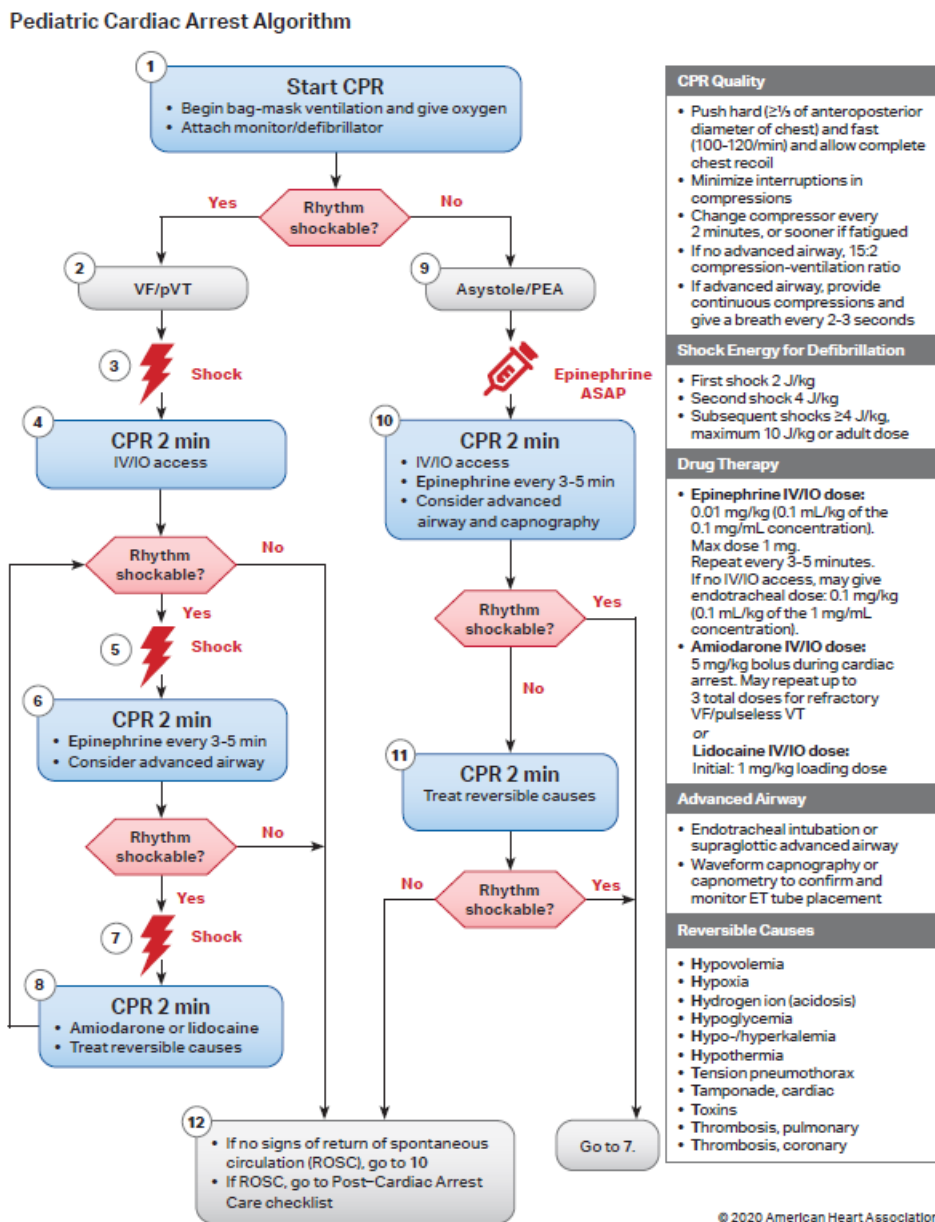 Pediatric Cardiac Arrest Algorithm
1
Start CPR
• Begin bag-mask ventilation and give oxygen
• Attach monitor/defibrillator
Yes
Rhythm
shockable?
No
2
VF/pVT
9
Asystole/PEA
3
Shock
Epinephrine
ASAP
4
CPR 2 min
IV/IO access
10
CPR 2 min
• IV/IO access
• Epinephrine every 3-5 min
• Consider advanced
airway and capnography
Rhythm
shockable?
No
Yes
5
Shock
Rhythm
shockable?
Yes
No
6
CPR 2 min
• Epinephrine every 3-5 min
• Consider advanced airway
11
CPR 2 min
Treat reversible causes
Rhythm
shockable?
No
Yes
No
Rhythm
shockable?
Yes
7
Shock
8
CPR 2 min
• Amiodarone or lidocaine
• Treat reversible causes
12
• If no signs of return of spontaneous
circulation (ROSC), go to 10
• If ROSC, go to Post–Cardiac Arrest
Care checklist
Go to 7.
CPR Quality
• Push hard (≥⅓ of anteroposterior
diameter of chest) and fast
(100-120/min) and allow complete
chest recoil
• Minimize interruptions in
compressions
• Change compressor every
2 minutes, or sooner if fatigued
• If no advanced airway, 15:2
compression-ventilation ratio
• If advanced airway, provide
continuous compressions and
give a breath every 2-3 seconds
Shock Energy for Defibrillation
• First shock 2 J/kg
• Second shock 4 J/kg
• Subsequent shocks ≥4 J/kg,
maximum 10 J/kg or adult dose
Drug Therapy
• Epinephrine IV/IO dose:
0.01 mg/kg (0.1 mL/kg of the
0.1 mg/mL concentration).
Max dose 1 mg.
Repeat every 3-5 minutes.
If no IV/IO access, may give
endotracheal dose: 0.1 mg/kg
(0.1 mL/kg of the 1 mg/mL
concentration).
• Amiodarone IV/IO dose:
5 mg/kg bolus during cardiac
arrest. May repeat up to
3 total doses for refractory
VF/pulseless VT
or
Lidocaine IV/IO dose:
Initial: 1 mg/kg loading dose
Advanced Airway
• Endotracheal intubation or
supraglottic advanced airway
• Waveform capnography or
capnometry to confirm and
monitor ET tube placement
Reversible Causes
• Hypovolemia
• Hypoxia
• Hydrogen ion (acidosis)
• Hypoglycemia
• Hypo-/hyperkalemia
• Hypothermia
• Tension pneumothorax
• Tamponade, cardiac
• Toxins
• Thrombosis, pulmonary
• Thrombosis, coronary
© 2020 American Heart Association